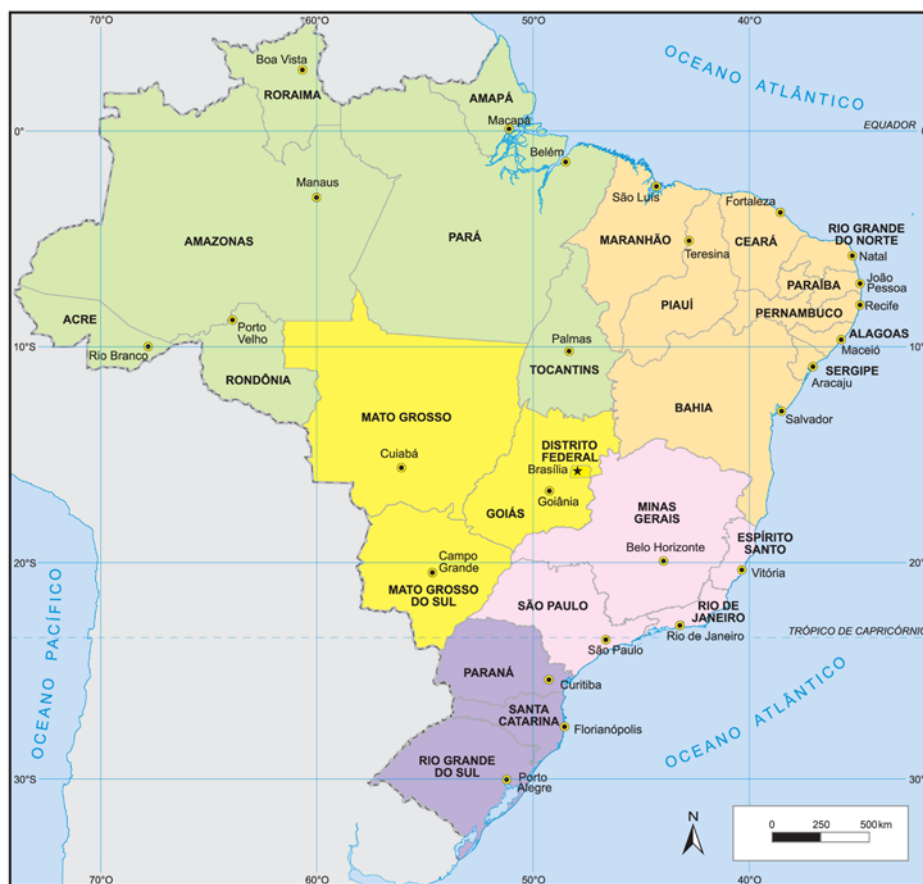 70°O
60°O
50°O
40°O
OCEANO ATLÂNTICO
Boa Vista
RORAIMA
AMAPÁ
Macapá
EQUADOR
0°
Belém
Manaus
São Luís
Fortaleza
AMAZONAS
PARÁ
MARANHÃO
Teresina
CEARÁ
RIO GRANDE
DO NORTE
Natal
João
Pessoa
PARAÍBA
PIAUÍ
PERNAMBUCO
Recife
ACRE
Porto
Velho
Rio Branco
10°S
Palmas
TOCANTINS
ALAGOAS
10°
Maceió
SERGIPE
Aracaju
RONDÔNIA
BAHIA
Salvador
MATO GROSSO
Cuiabá
DISTRITO
FEDERAL
Brasília
Goiânia
GOIÁS
MINAS
GERAIS
Belo Horizonte
ESPÍRITO
SANTO
Vitória
20°S
20°
Campo
Grande
MATO GROSSO
DO SUL
SÃO PAULO
RIO DE
JANEIRO
Rio de Janeiro
São Paulo
TRÓPICO DE CAPRICÓRNIO
OCEANO PACÍFICO
PARANÁ
Curitiba
SANTA
CATARINA
Florianópolis
OCEANO ATLÂNTICO
RIO GRANDE
DO SUL
Porto
Alegre
30°S
30°
N
0 250 500 km
70°O
60°O
50°O
40°O